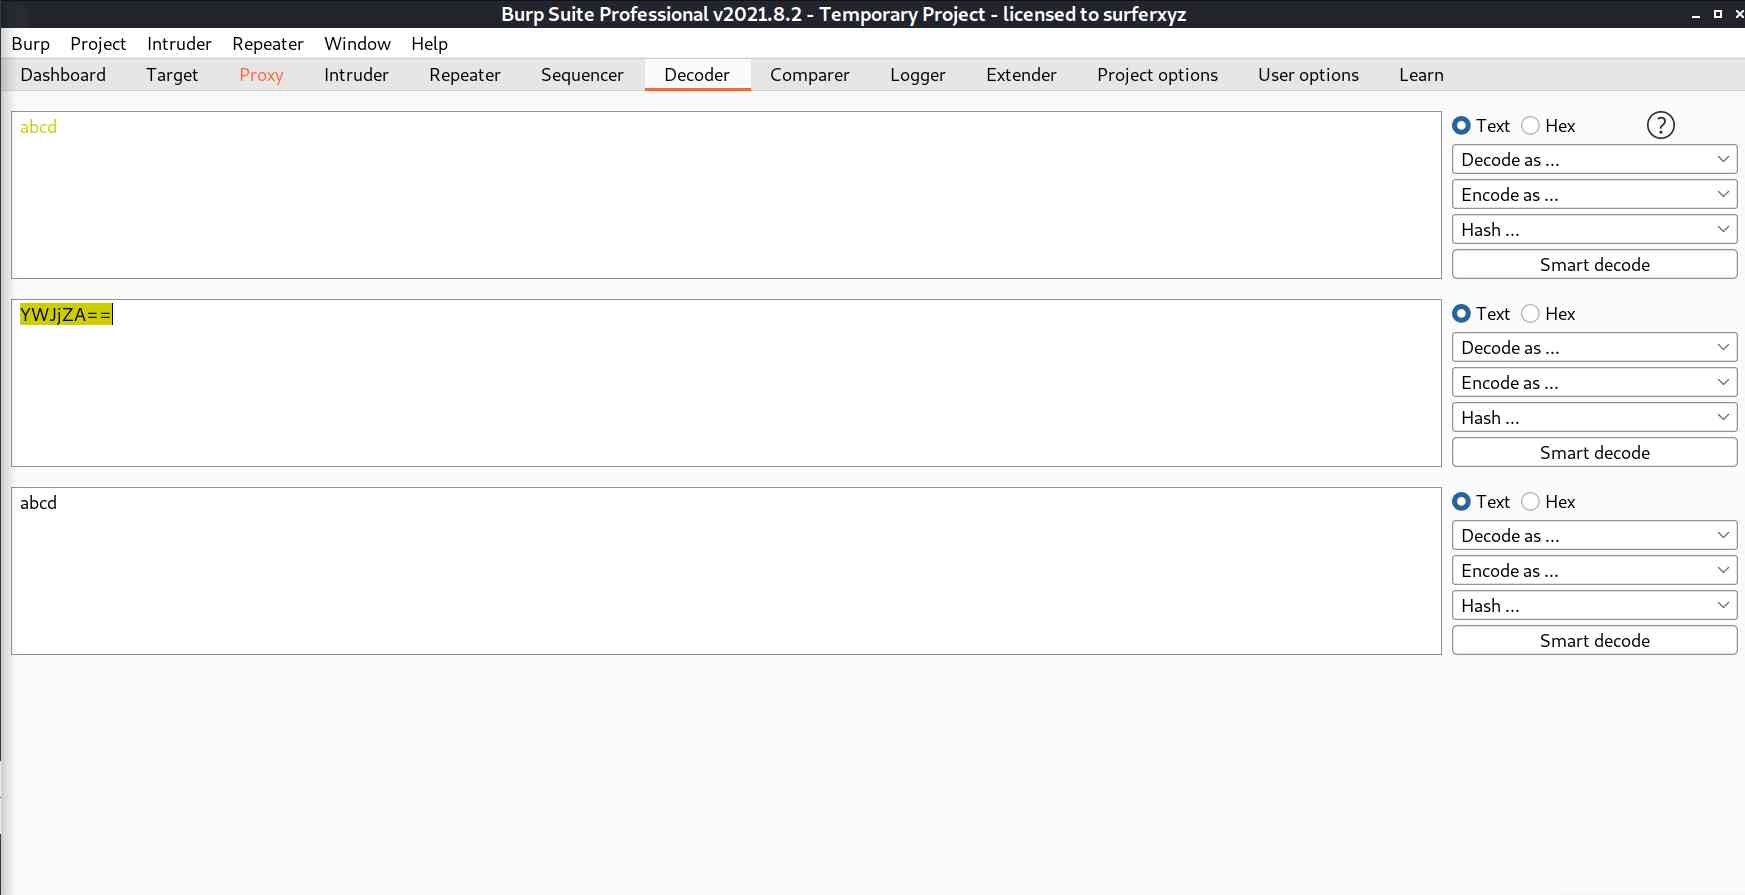 Burp Suite Professional v2021.8.2 - Temporary Project - licensed to surferxyz
Burp Project Intruder Repeater Window Help
Dashboard Target Proxy Intruder Repeater Sequencer Decoder Comparer Logger Extender Project options User options Learn
abcd
Text Hex ?
Decode as ...
Encode as ...
Hash ...
Smart decode
YWJjZA==
Text Hex
Decode as ...
Encode as ...
Hash ...
Smart decode
abcd
Text Hex
Decode as ...
Encode as ...
Hash ...
Smart decode